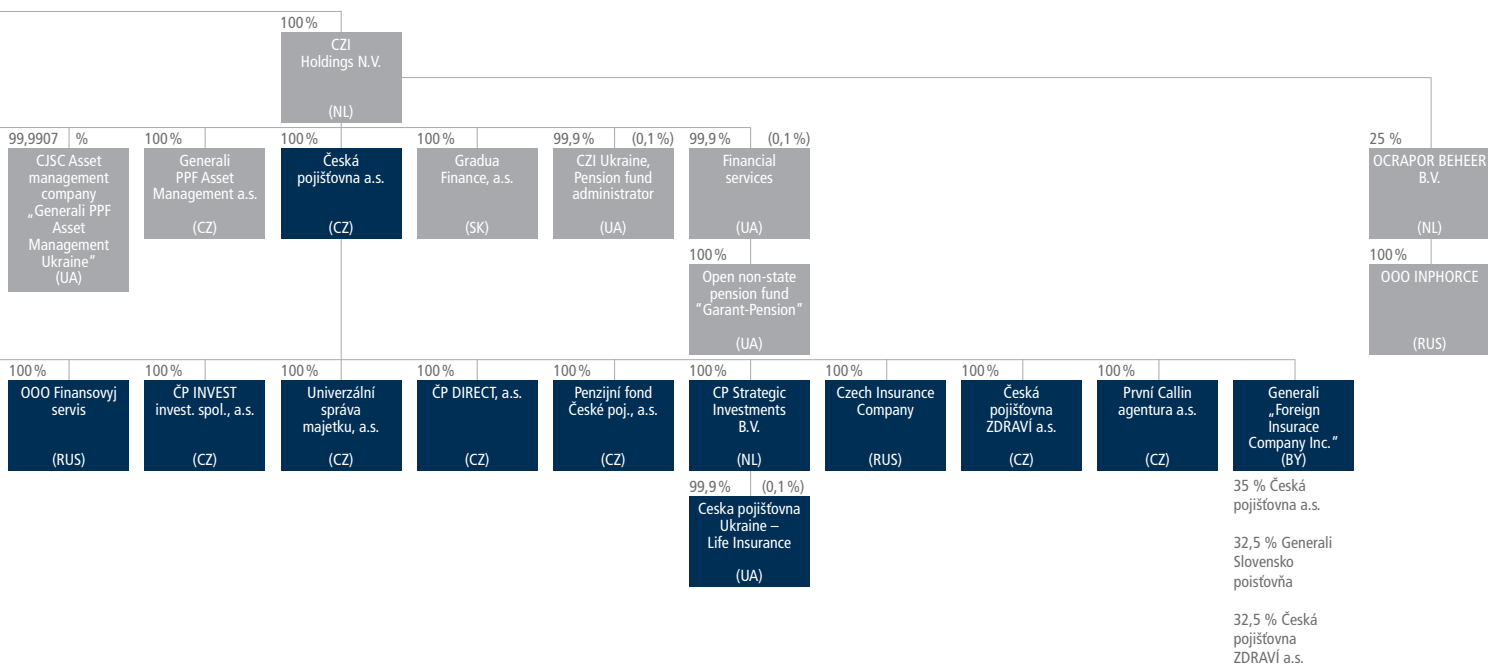 100 %
CZI
Holdings N.V.
(NL)
99,9907 %
CJSC Asset
management
company
„Generali PPF
Asset
Management
Ukraine“
(UA)
100 %
Generali
PPF Asset
Management a.s.
(CZ)
100 %
Česká
pojišťovna a.s.
(CZ)
100 %
Gradua
Finance, a.s.
(SK)
99,9 % (0,1 %)
CZI Ukraine,
Pension fund
administrator
(UA)
99,9 % (0,1 %)
Financial
services
(UA)
100 %
Open non-state
pension fund
“Garant-Pension”
(UA)
25 %
OCRAPOR BEHEER
B.V.
(NL)
100 %
OOO INPHORCE
(RUS)
100 %
OOO Finansovyj
servis
(RUS)
100 %
ČP INVEST
invest. spol., a.s.
(CZ)
100 %
Univerzální
správa
majetku, a.s.
(CZ)
100 %
ČP DIRECT, a.s.
(CZ)
100 %
Penzijní fond
České poj., a.s.
(CZ)
100 %
CP Strategic
Investments
B.V.
(NL)
99,9 % (0,1 %)
Ceska pojišťovna
Ukraine –
Life Insurance
(UA)
100 %
Czech Insurance
Company
(RUS)
100 %
Česká
pojišťovna
ZDRAVÍ a.s.
(CZ)
100 %
První Callin
agentura a.s.
(CZ)
Generali
„Foreign
Insurace
Company Inc.“
(BY)
35 % Česká
pojišťovna a.s.
32,5 % Generali
Slovensko
poisťovňa
32,5 % Česká
pojišťovna
ZDRAVÍ a.s.